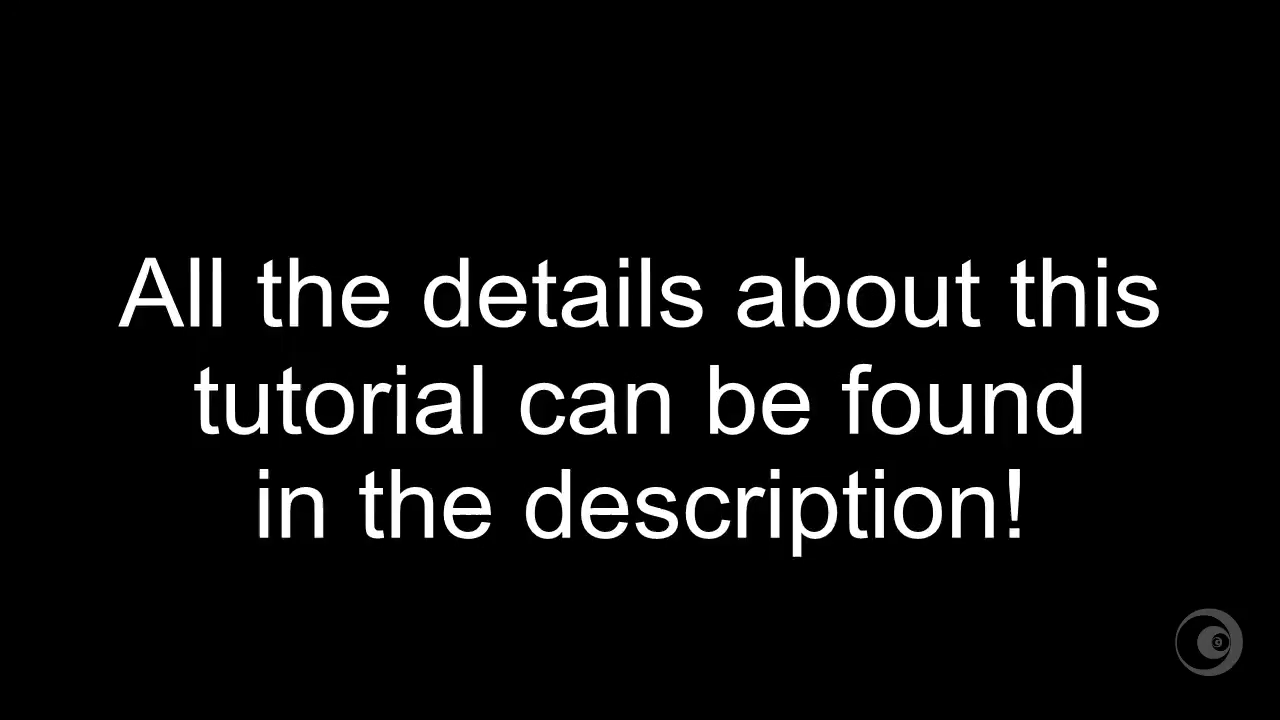 All the details about this
tutorial can be found
in the description!